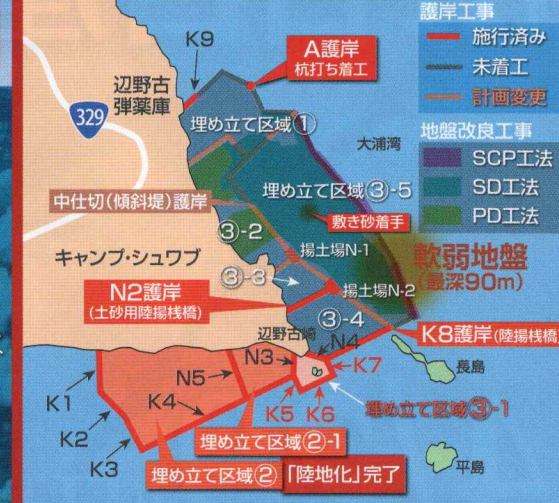 護岸工事
施行済み
未着工
計画変更
地盤改良工事
SCP工法
SD工法
PD工法
K9
A護岸
杭打ち着工
辺野古
弾薬庫
329
埋め立て区域①
大浦湾
中仕切(傾斜堤)護岸
埋め立て区域③-5
敷き砂着手
③-2
揚土場N-1
軟弱地盤
(最深90m)
キャンプ・シュワブ
③-3
N2護岸
(土砂用陸揚桟橋)
揚土場N-2
③-4
K8護岸(陸揚桟橋
辺野古崎
N4
N3
K7
長島
N5
K1
K4
K5
K6
埋め立て区域③-1
K2
埋め立て区域②-1
K3
埋め立て区域②
「陸地化」完了
平島